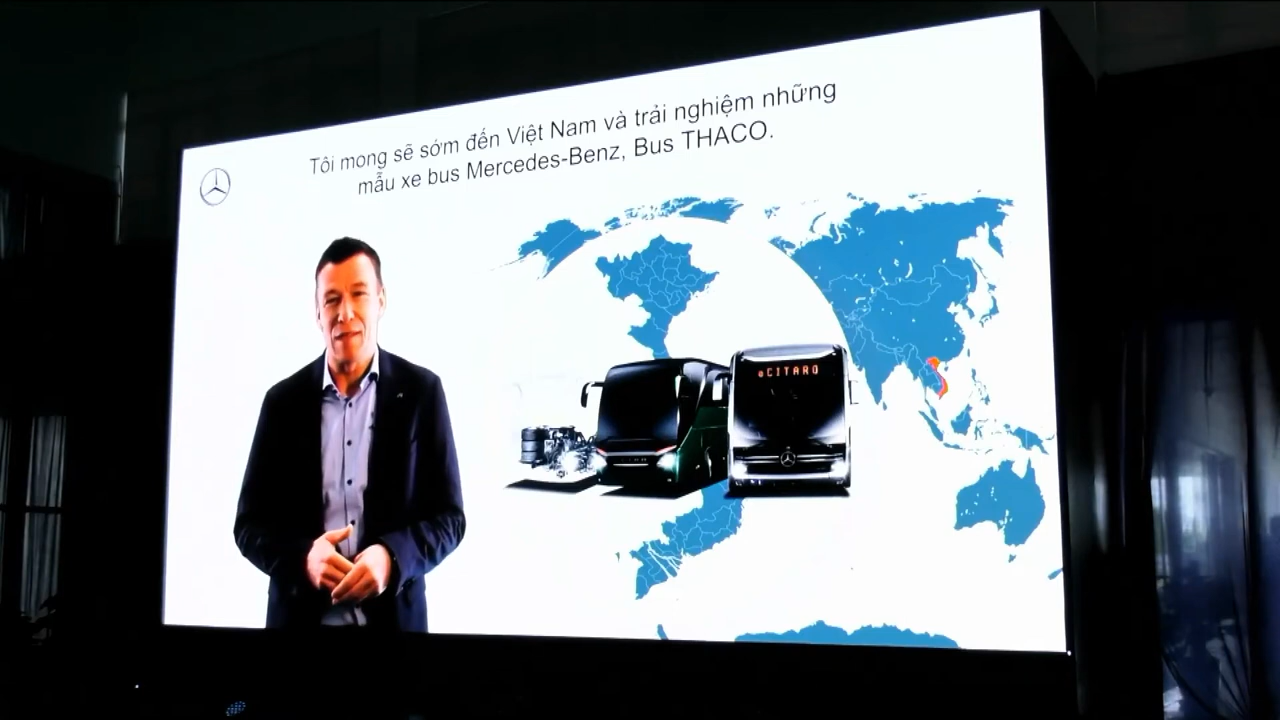 Tôi mong sẽ sớm đến Việt Nam và trải nghiệm những
mẫu xe bus Mercedes-Benz, Bus THACO.
eCITARO